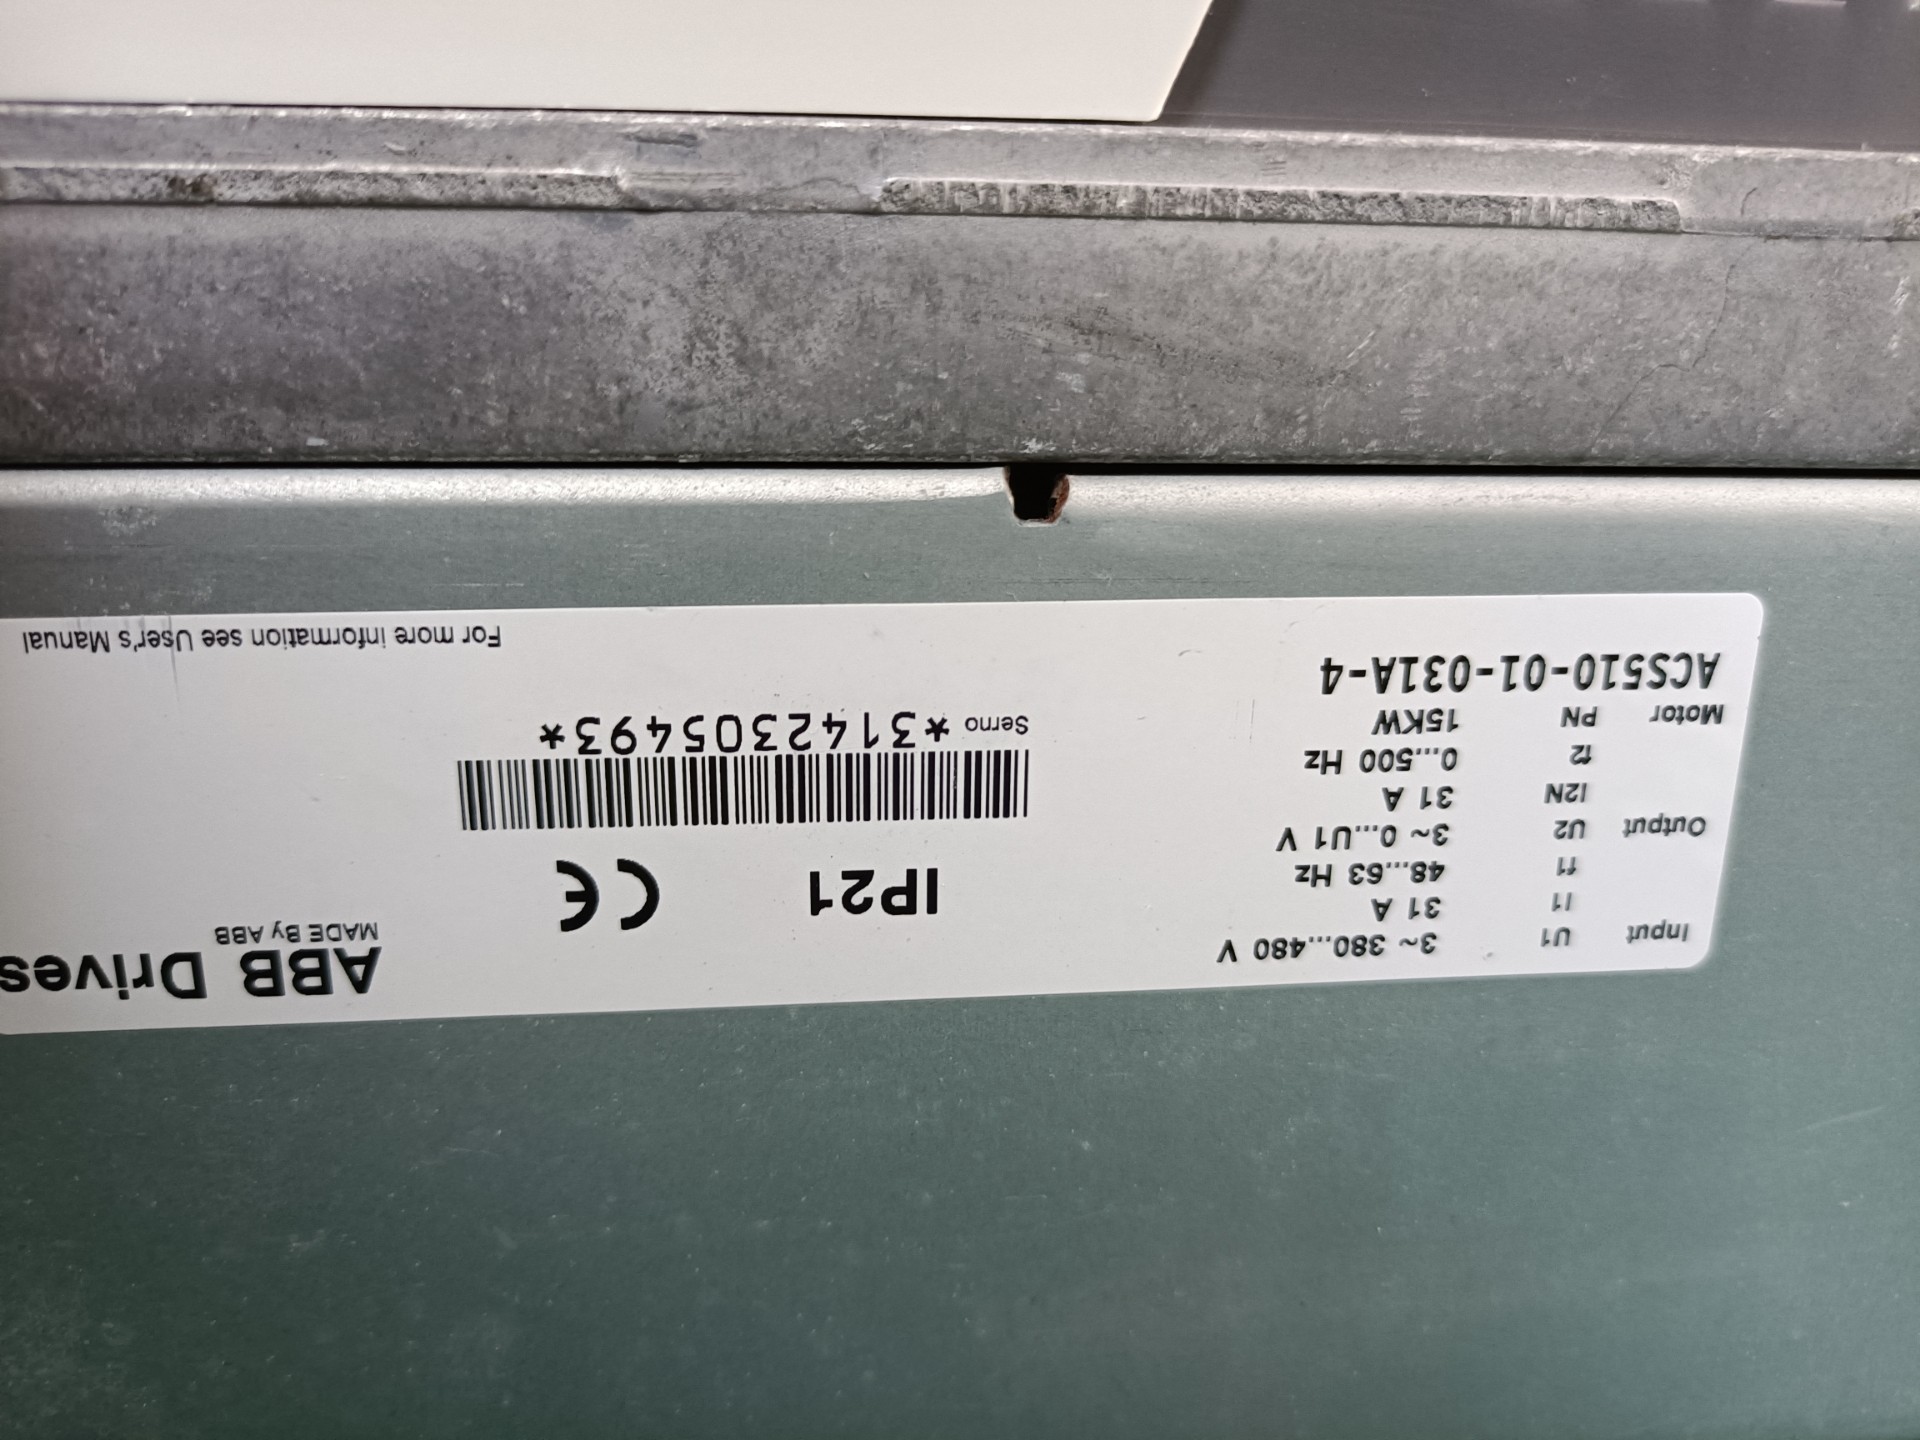 ABB Drives
MADE By ABB
IP21
CE
Serno *31423054 93*
For more information see User's Manual
Input U1 3~ 380...480 V
I1 31 A
f1 48...63 Hz
Output U2 3~ 0...U1 V
I2N 31 A
f2 0...500 Hz
Motor PN 15KW
ACS510-01-031A-4